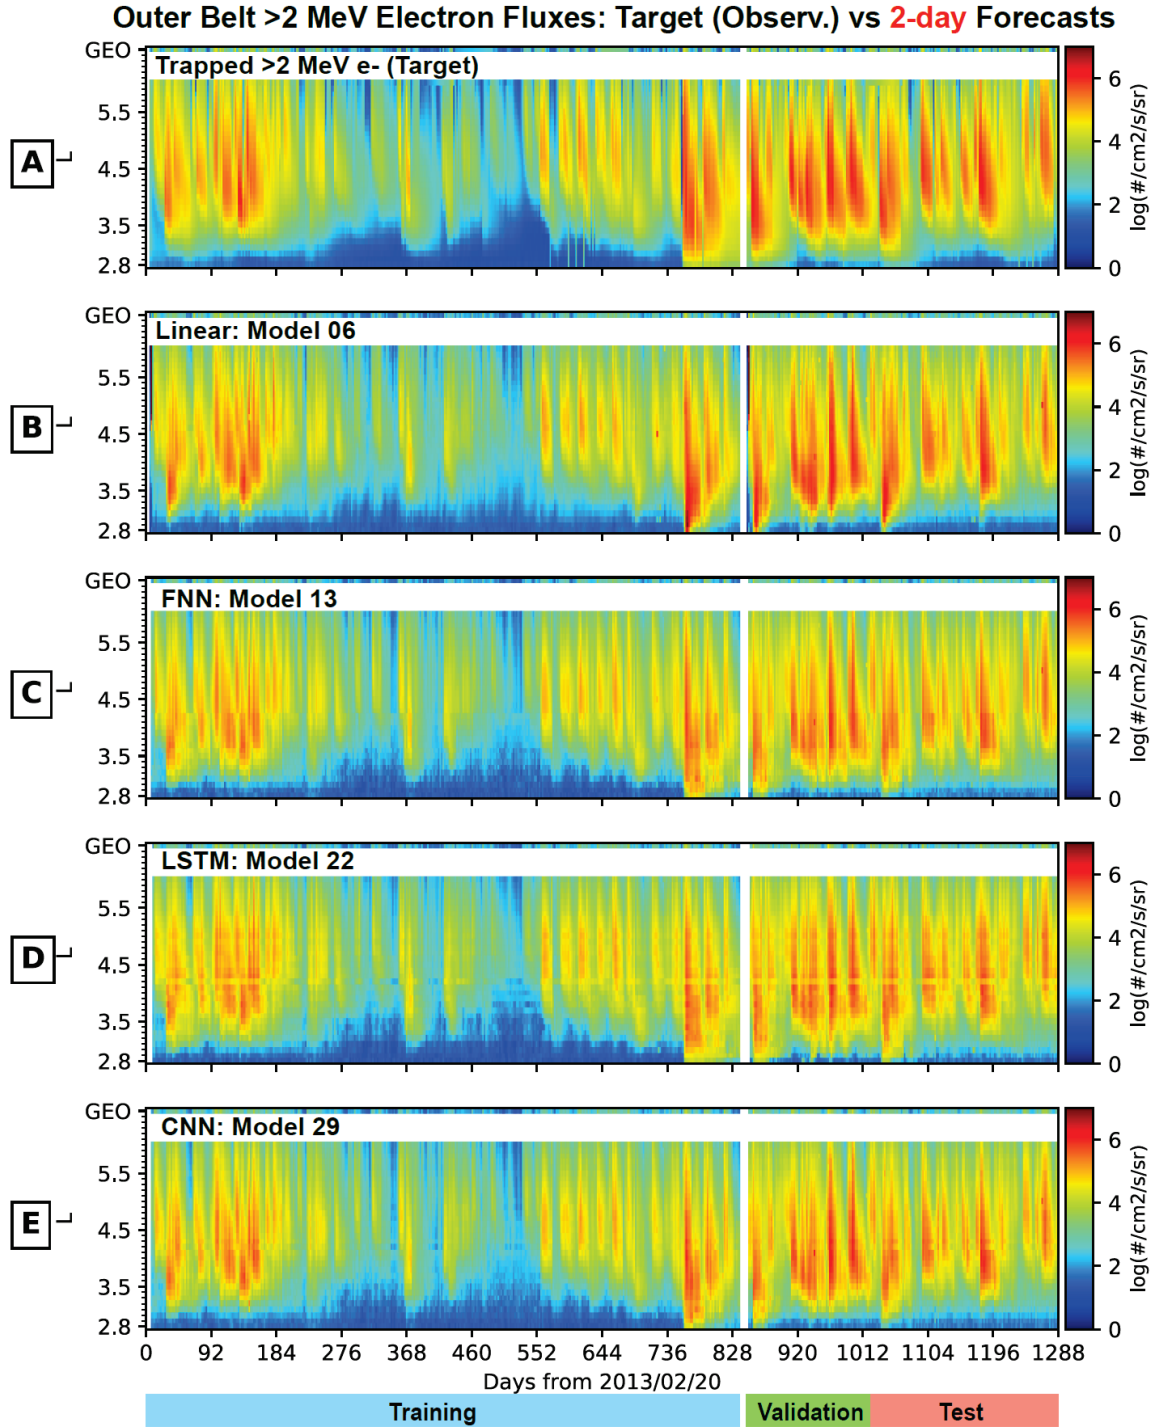 Outer Belt >2 MeV Electron Fluxes: Target (Observ.) vs 2-day Forecasts
A
L
GEO
5.5
4.5
3.5
2.8
Trapped >2 MeV e- (Target)
6
4
2
0
log(#/cm2/s/sr)
B
L
GEO
5.5
4.5
3.5
2.8
Linear: Model 06
6
4
2
0
log(#/cm2/s/sr)
C
L
GEO
5.5
4.5
3.5
2.8
FNN: Model 13
6
4
2
0
log(#/cm2/s/sr)
D
L
GEO
5.5
4.5
3.5
2.8
LSTM: Model 22
6
4
2
0
log(#/cm2/s/sr)
E
L
GEO
5.5
4.5
3.5
2.8
CNN: Model 29
6
4
2
0
log(#/cm2/s/sr)
0 92 184 276 368 460 552 644 736 828 920 1012 1104 1196 1288
Days from 2013/02/20
Training Validation Test